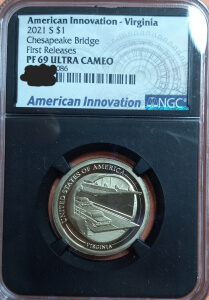 American Innovation - Virginia
2021 S $1
Chesapeake Bridge
First Releases
PF 69 ULTRA CAMEO
086
American Innovation
NGC
UNITED STATES OF AMERICA
VIRGINIA